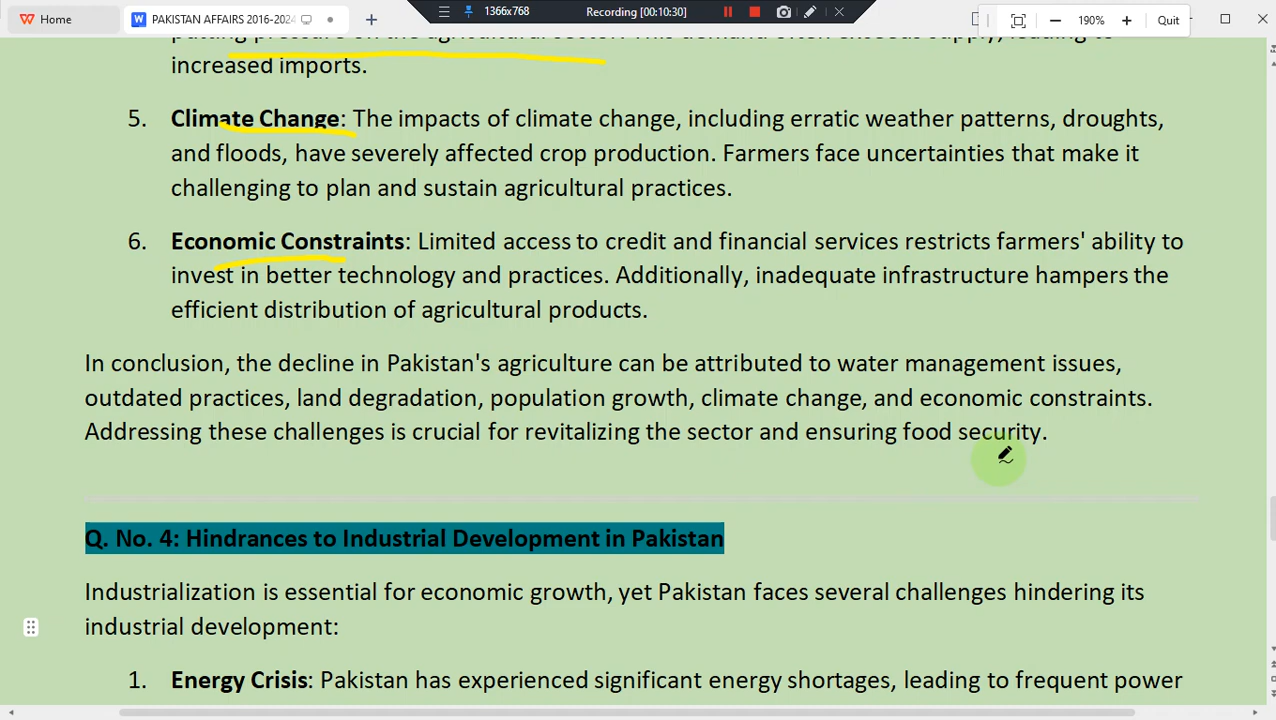 Home
PAKISTAN AFFAIRS 2016-2024
1366x768
Recording [00:10:30]
190%
Quit
increased imports.
5. Climate Change: The impacts of climate change, including erratic weather patterns, droughts,
and floods, have severely affected crop production. Farmers face uncertainties that make it
challenging to plan and sustain agricultural practices.
6. Economic Constraints: Limited access to credit and financial services restricts farmers' ability to
invest in better technology and practices. Additionally, inadequate infrastructure hampers the
efficient distribution of agricultural products.
In conclusion, the decline in Pakistan's agriculture can be attributed to water management issues,
outdated practices, land degradation, population growth, climate change, and economic constraints.
Addressing these challenges is crucial for revitalizing the sector and ensuring food security.
Q. No. 4: Hindrances to Industrial Development in Pakistan
Industrialization is essential for economic growth, yet Pakistan faces several challenges hindering its
industrial development:
1. Energy Crisis: Pakistan has experienced significant energy shortages, leading to frequent power